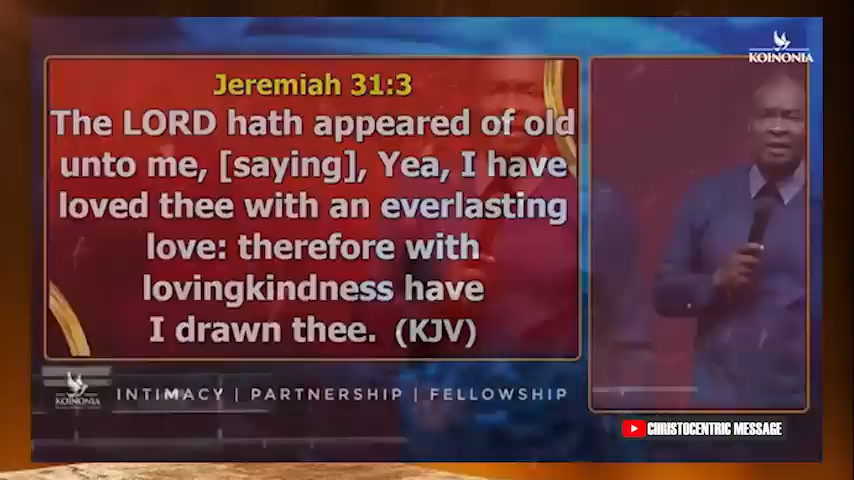 KOINONIA
Jeremiah 31:3
The LORD hath appeared of old
unto me, [saying], Yea, I have
loved thee with an everlasting
love: therefore with
lovingkindness have
I drawn thee. (KJV)
KOINONIA
INTIMACY | PARTNERSHIP | FELLOWSHIP
CHRISTOCENTRIC MESSAGE